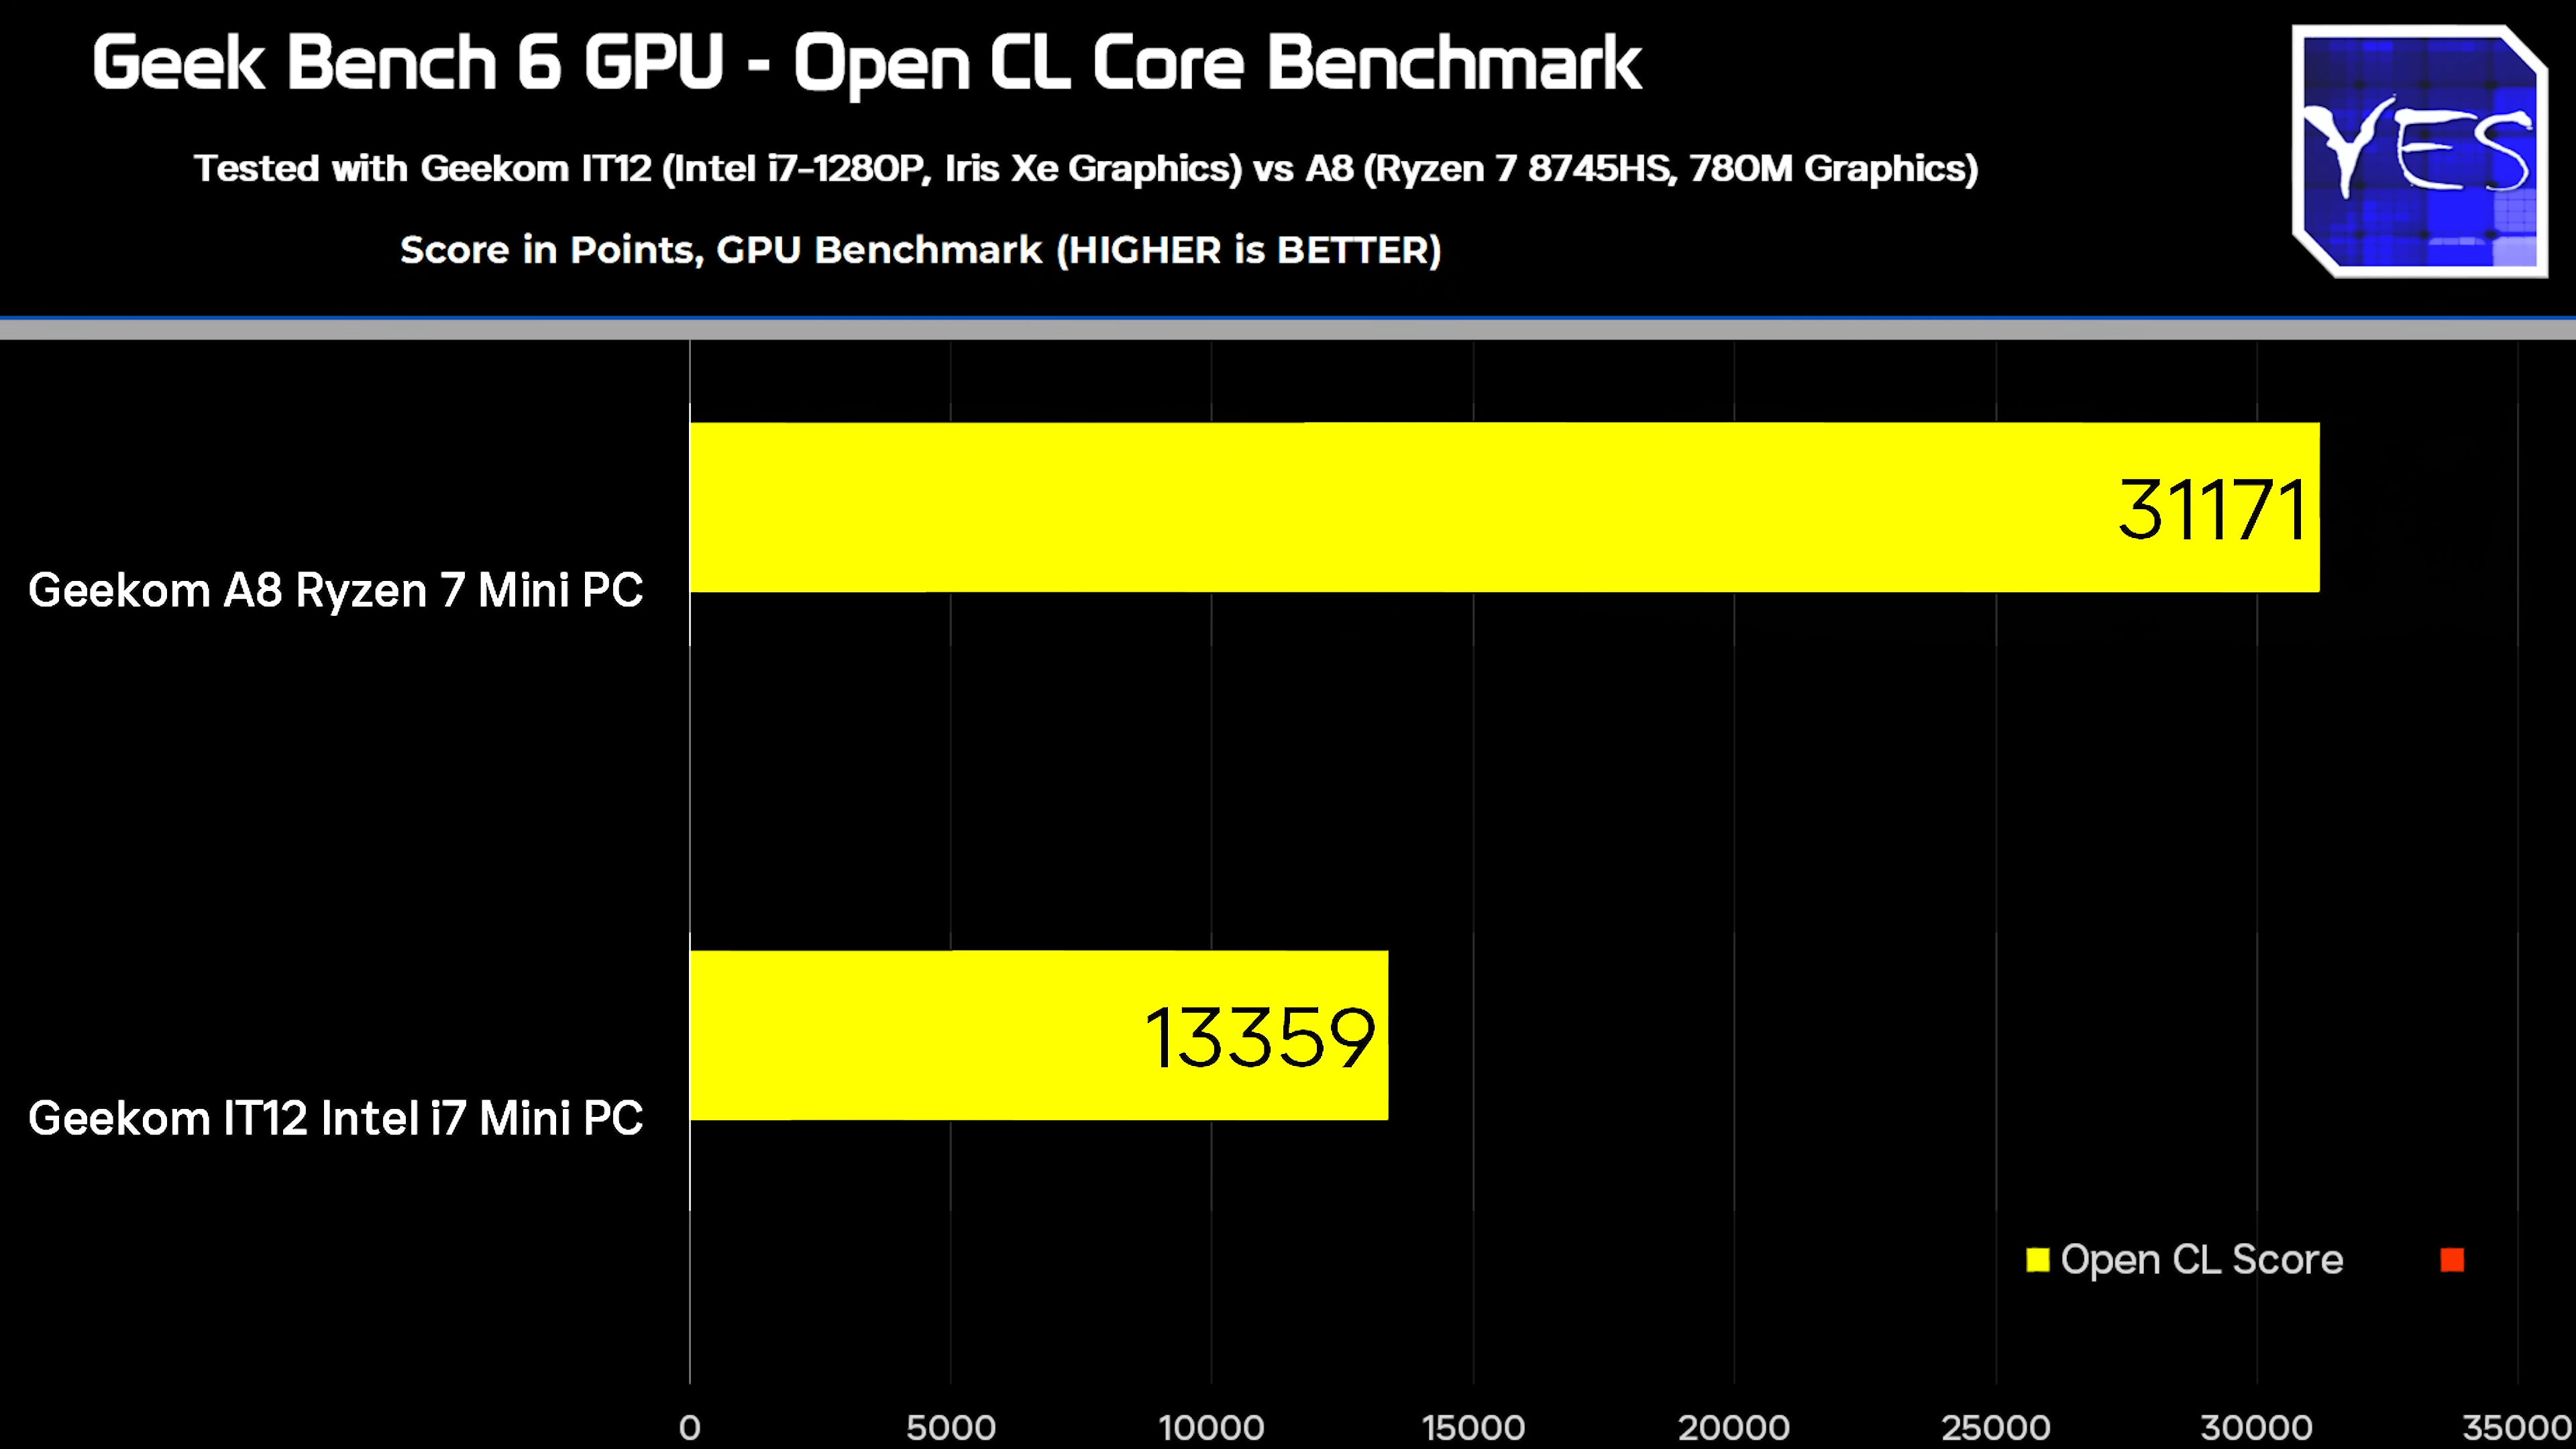 Geek Bench 6 GPU - Open CL Core Benchmark
YES
Tested with Geekom IT12 (Intel i7-1280P, Iris Xe Graphics) vs A8 (Ryzen 7 8745HS, 780M Graphics)
Score in Points, GPU Benchmark (HIGHER is BETTER)
31171
Geekom A8 Ryzen 7 Mini PC
13359
Geekom IT12 Intel i7 Mini PC
Open CL Score
0 5000 10000 15000 20000 25000 30000 35000